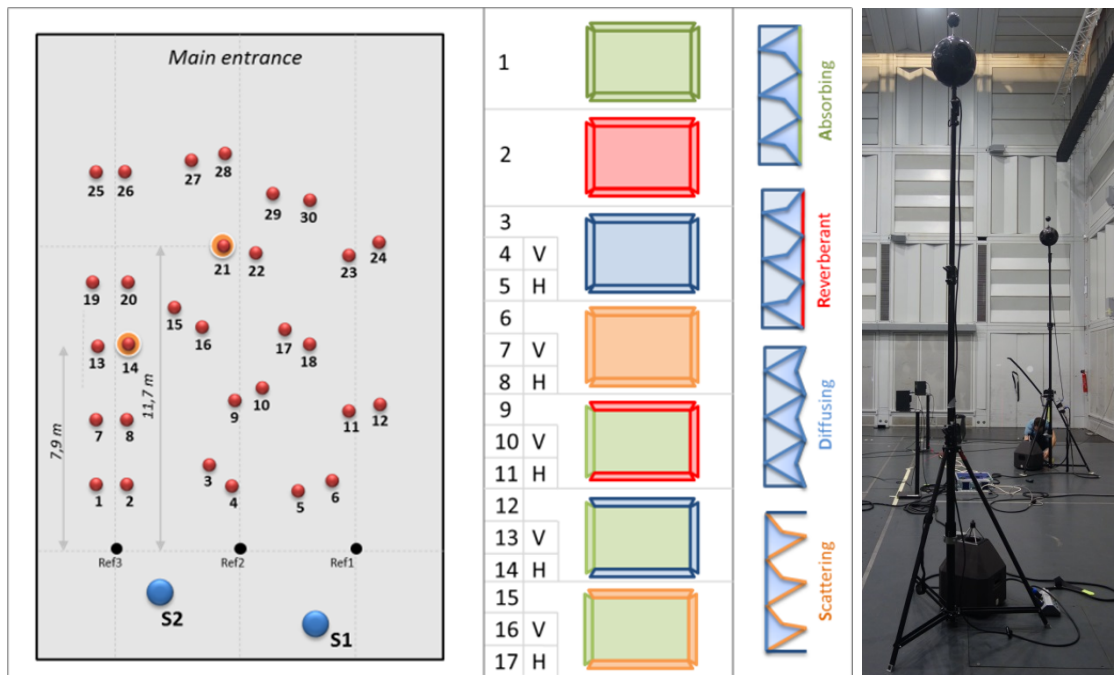 Main entrance
27 28
25 26
29 30
24
21 22 23
19 20
15
16 17 18
13 14
9 10
11 12
7 8
3
4 5 6
1 2
7,9 m
11,7 m
Ref3 Ref2 Ref1
S2
S1
1
2
3
4 V
5 H
6
7 V
8 H
9
10 V
11 H
12
13 V
14 H
15
16 V
17 H
Absorbing
Reverberant
Diffusing
Scattering